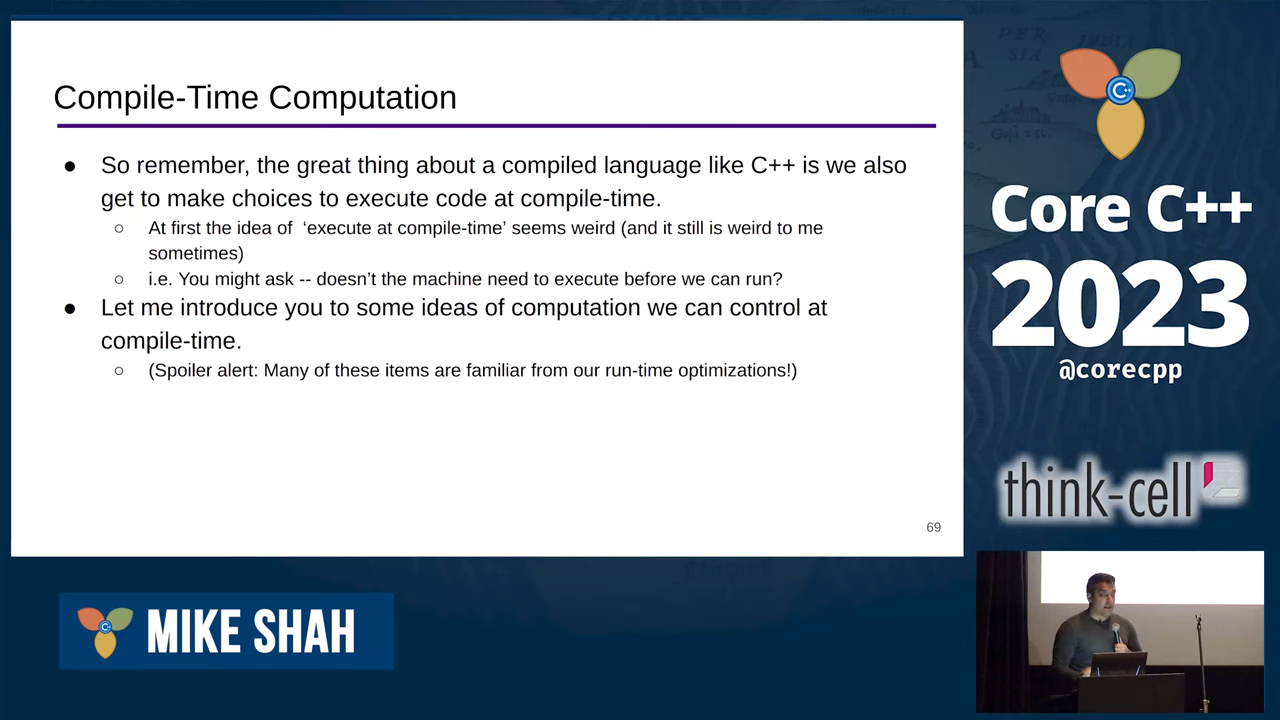 Compile-Time Computation
● So remember, the great thing about a compiled language like C++ is we also
get to make choices to execute code at compile-time.
○ At first the idea of ‘execute at compile-time’ seems weird (and it still is weird to me
sometimes)
○ i.e. You might ask -- doesn’t the machine need to execute before we can run?
● Let me introduce you to some ideas of computation we can control at
compile-time.
○ (Spoiler alert: Many of these items are familiar from our run-time optimizations!)
69
PER
SIA
INDIA
C++
Core C++
2023
@corecpp
think-cell
C++
MIKE SHAH